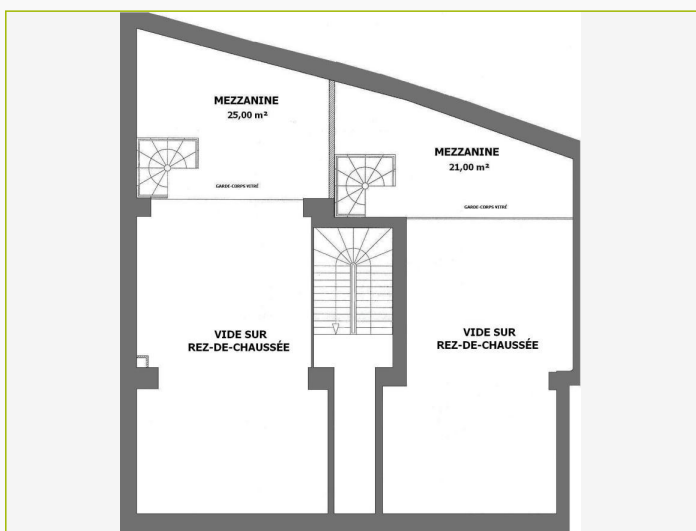 MEZZANINE
25,00 m²
GARDE-CORPS VITRÉ
MEZZANINE
21,00 m²
GARDE-CORPS VITRÉ
VIDE SUR
REZ-DE-CHAUSSÉE
VIDE SUR
REZ-DE-CHAUSSÉE